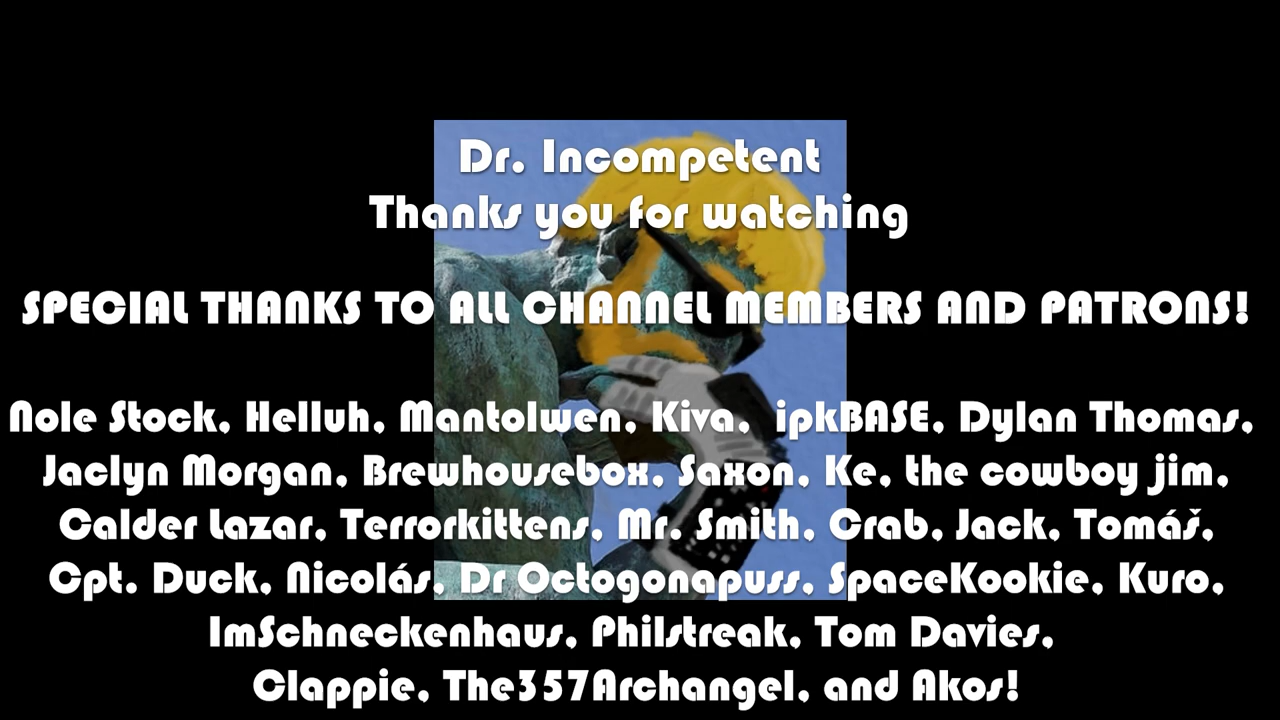 Dr. Incompetent
Thanks you for watching
SPECIAL THANKS TO ALL CHANNEL MEMBERS AND PATRONS!
Nole Stock, Helluh, Mantolwen, Kiva, ipkBASE, Dylan Thomas,
Jaclyn Morgan, Brewhousebox, Saxon, Ke, the cowboy jim,
Calder Lazar, Terrorkittens, Mr. Smith, Crab, Jack, Tomáš,
Cpt. Duck, Nicolás, Dr Octogonapuss, SpaceKookie, Kuro,
ImSchneckenhaus, Philstreak, Tom Davies,
Clappie, The357Archangel, and Akos!